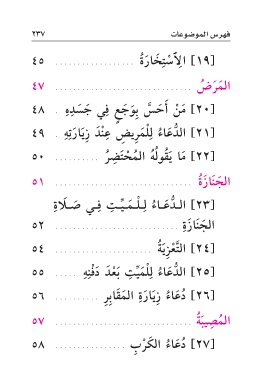 فهرس الموضوعات ٢٣٧
[١٩] الِاسْتِخَارَةُ ................. ٤٥
المَرَضُ ................. ٤٧
[٢٠] مَنْ أَحَسَّ بِوَجَعٍ فِي جَسَدِهِ .... ٤٨
[٢١] الدُّعَاءُ لِلْمَرِيضِ عِنْدَ زِيَارَتِهِ .. ٤٩
[٢٢] مَا يَقُولُهُ المُحْتَضِرُ ......... ٥٠
الجَنَازَةُ ................. ٥١
[٢٣] الدُّعَاءُ لِلْمَيِّتِ فِي صَلَاةِ
الجَنَازَةِ ................. ٥٢
[٢٤] التَّعْزِيَةُ ................. ٥٤
[٢٥] الدُّعَاءُ لِلْمَيِّتِ بَعْدَ دَفْنِهِ ..... ٥٥
[٢٦] دُعَاءُ زِيَارَةِ المَقَابِرِ ......... ٥٦
المُصِيبَةُ ................. ٥٧
[٢٧] دُعَاءُ الكَرْبِ ............... ٥٨